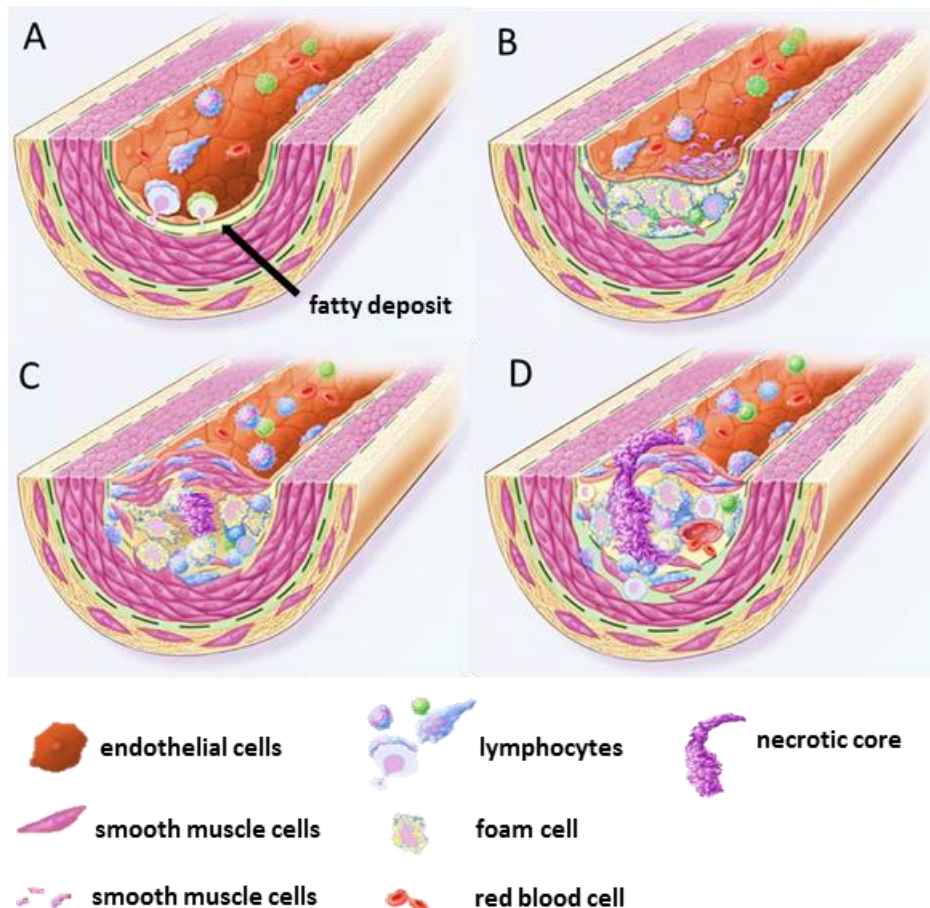 A
B
fatty deposit
C
D
endothelial cells
lymphocytes
necrotic core
smooth muscle cells
foam cell
smooth muscle cells
red blood cell